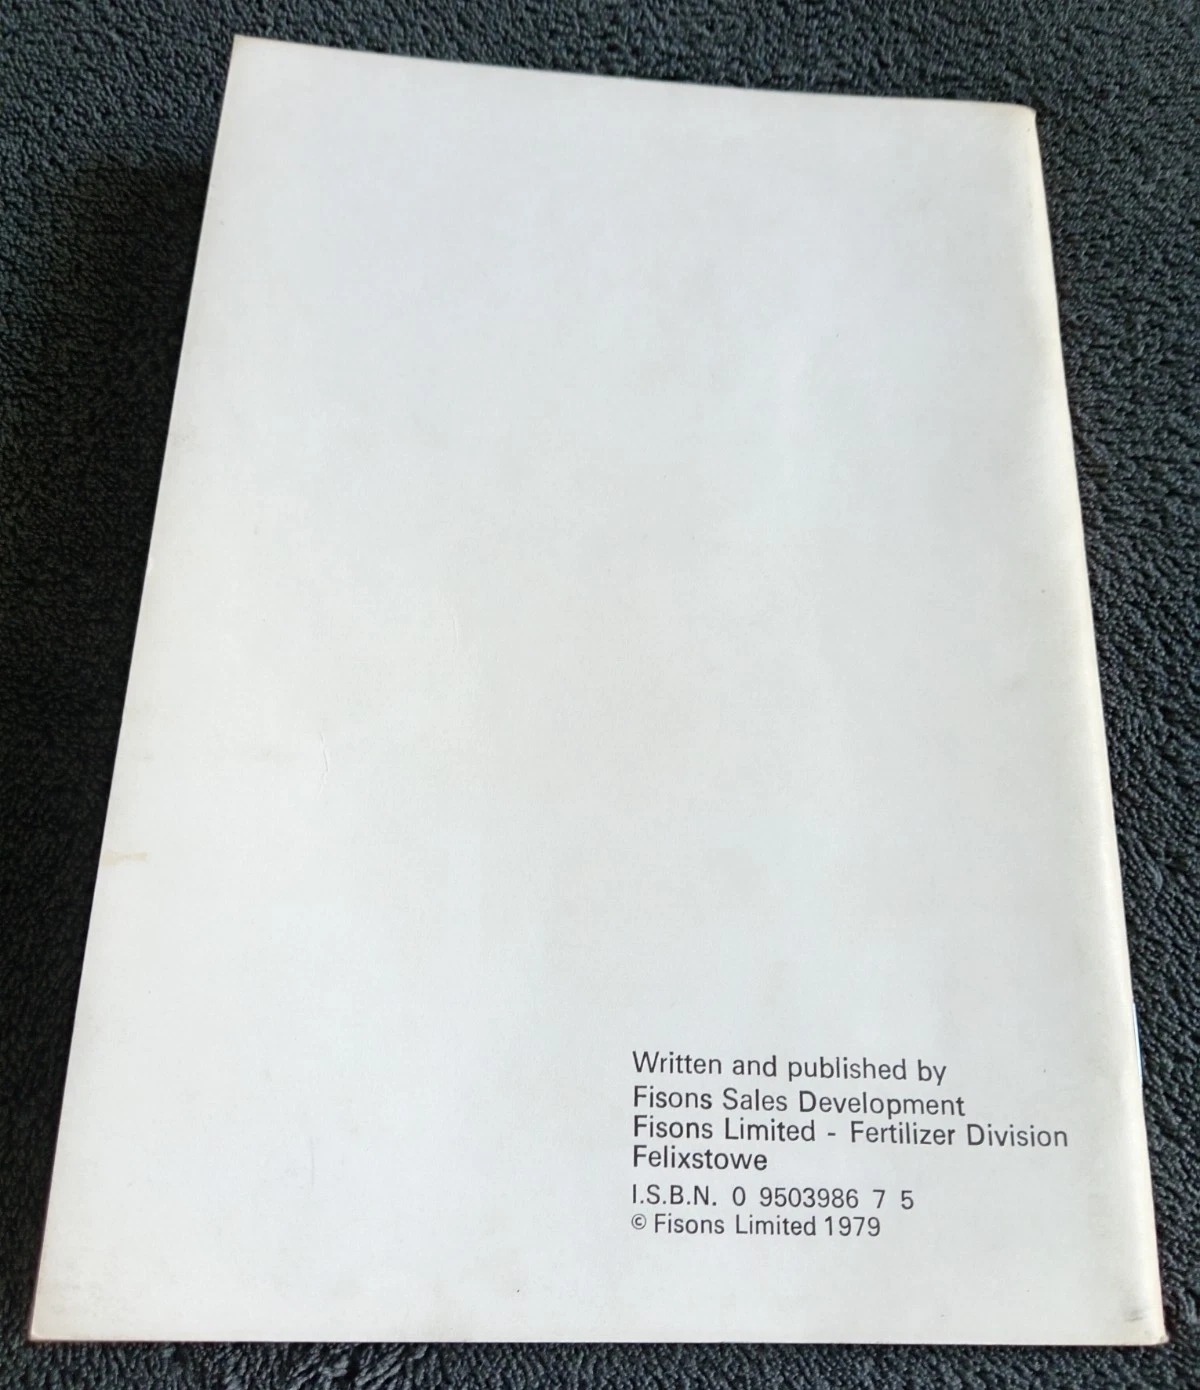 Written and published by
Fisons Sales Development
Fisons Limited - Fertilizer Division
Felixstowe
I.S.B.N. 0 9503986 7 5
© Fisons Limited 1979